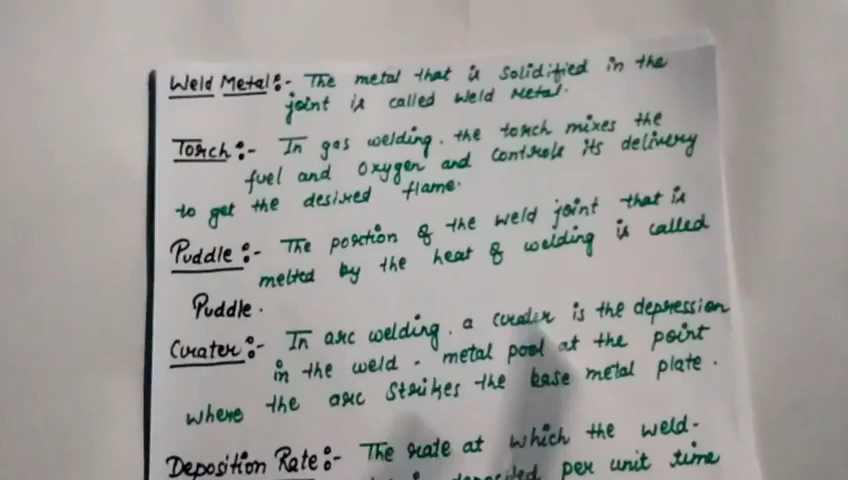 Weld Metal:- The metal that is solidified in the
joint is called Weld Metal.
Torch:- In gas welding. the torch mixes the
fuel and oxygen and controls its delivery
to get the desired flame.
Puddle:- The portion of the weld joint that is
melted by the heat of welding is called
Puddle.
Curater:- In arc welding. a curater is the depression
in the weld - metal pool at the point
where the arc strikes the base metal plate.
Deposition Rate:- The rate at which the weld-
deposited per unit time